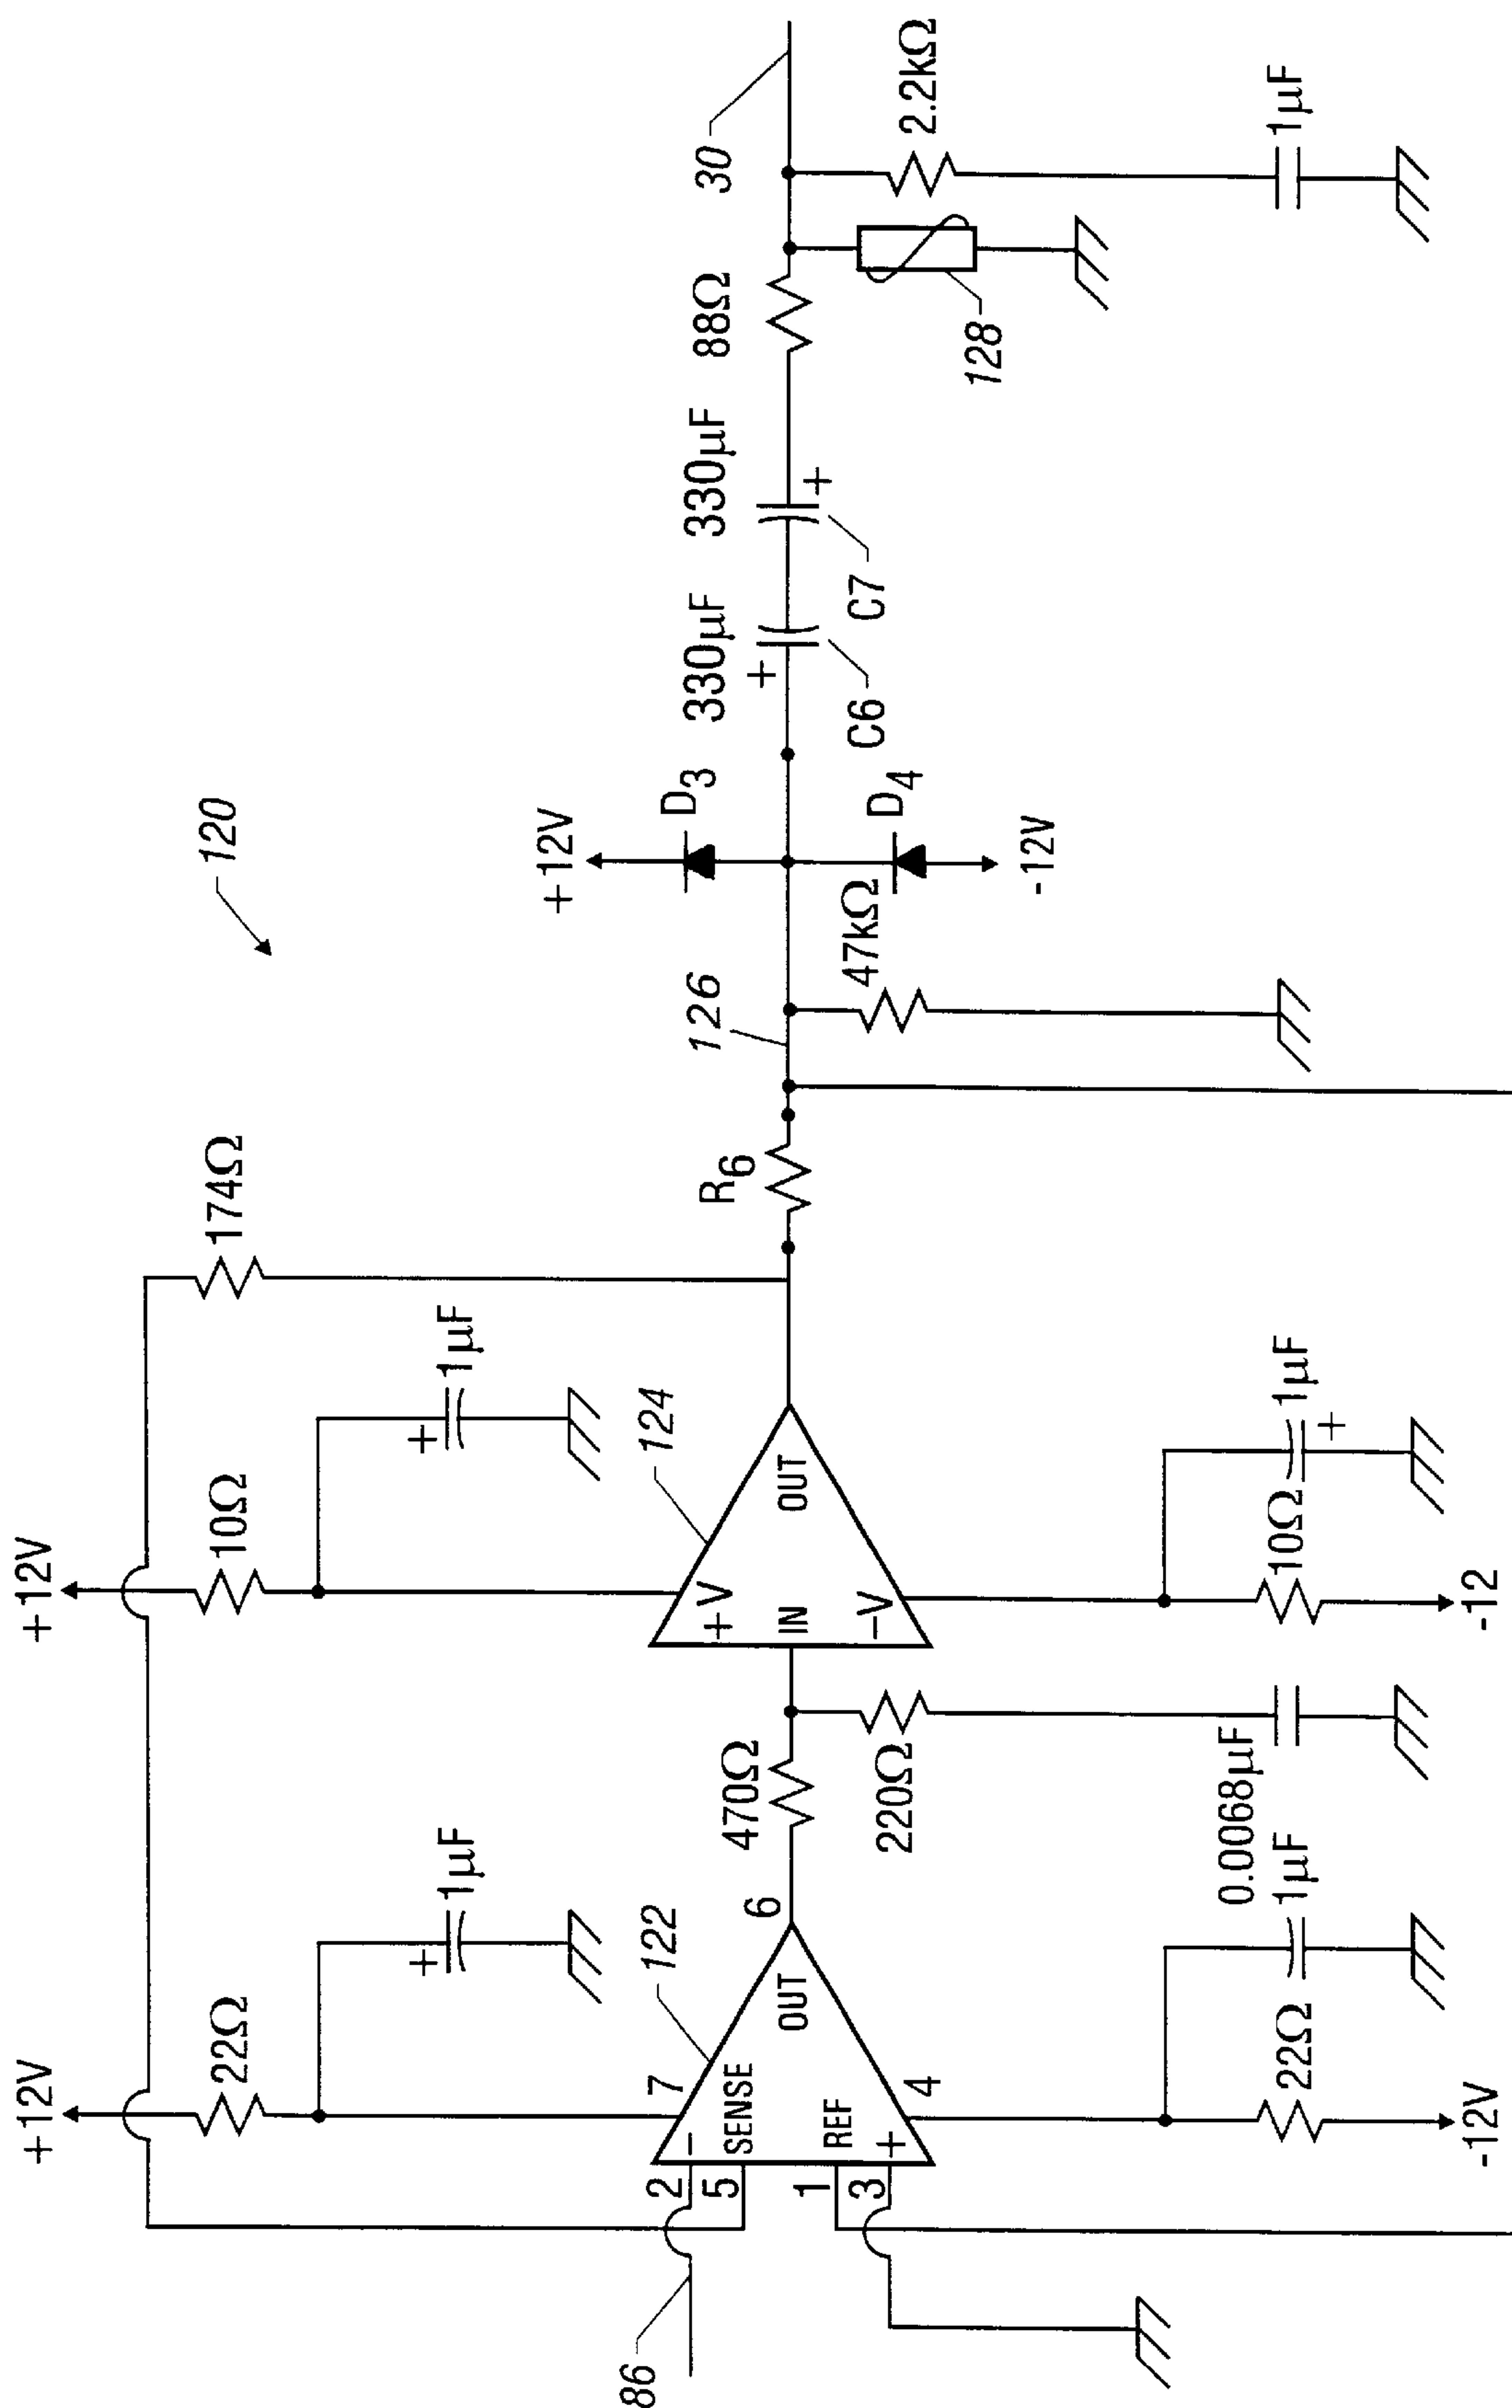 120
+12V
22Ω
1µF
+
+12V
10Ω
1µF
+
174Ω
86
2
5
1
3
−
SENSE
REF
+
7
4
OUT
6
122
22Ω
-12V
1µF
470Ω
220Ω
0.0068µF
+V
IN
−V
OUT
124
10Ω
-12
1µF
+
R6
126
47kΩ
+12V
D3
D4
-12V
330µF
+
C6
330µF
+
C7
88Ω
128
30
2.2kΩ
1µF